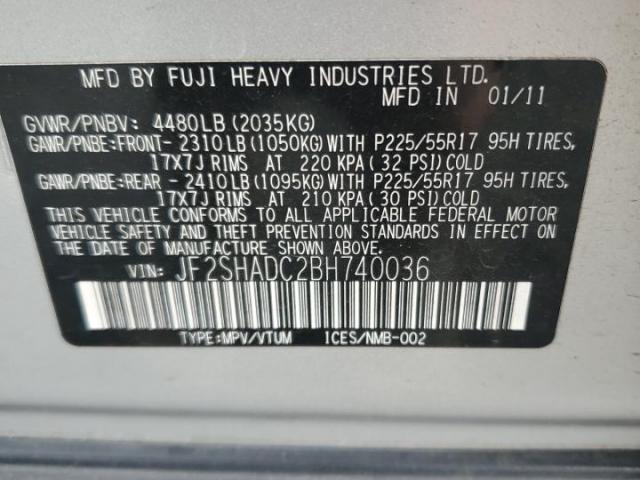 MFD BY FUJI HEAVY INDUSTRIES LTD.
MFD IN 01/11
GVWR/PNBV: 4480LB (2035KG)
GAWR/PNBE:FRONT- 2310LB (1050KG) WITH P225/55R17 95H TIRES,
17X7J RIMS AT 220 KPA( 32 PSI) COLD
GAWR/PNBE:REAR - 2410LB (1095KG) WITH P225/55R17 95H TIRES,
17X7J RIMS AT 210 KPA( 30 PSI) COLD
THIS VEHICLE CONFORMS TO ALL APPLICABLE FEDERAL MOTOR
VEHICLE SAFETY AND THEFT PREVENTION STANDARDS IN EFFECT ON
THE DATE OF MANUFACTURE SHOWN ABOVE.
VIN: JF2SHADC2BH740036
TYPE:MPV/VTUM ICES/NMB-002